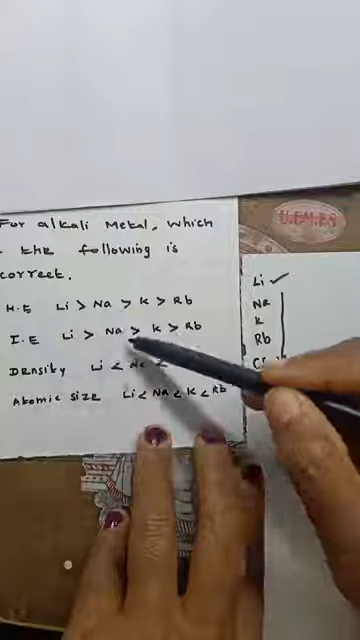 For alkali Metal, which
the following is
correct.
H.E Li > Na > K > Rb
I.E Li > Na > K > Rb
Density Li < Na <
Atomic size Li < Na < K < Rb
Li ✓
Na
K
Rb